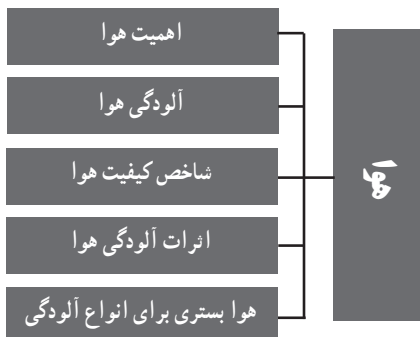 هوا
اهمیت هوا
آلودگی هوا
شاخص کیفیت هوا
اثرات آلودگی هوا
هوا بستری برای انواع آلودگی